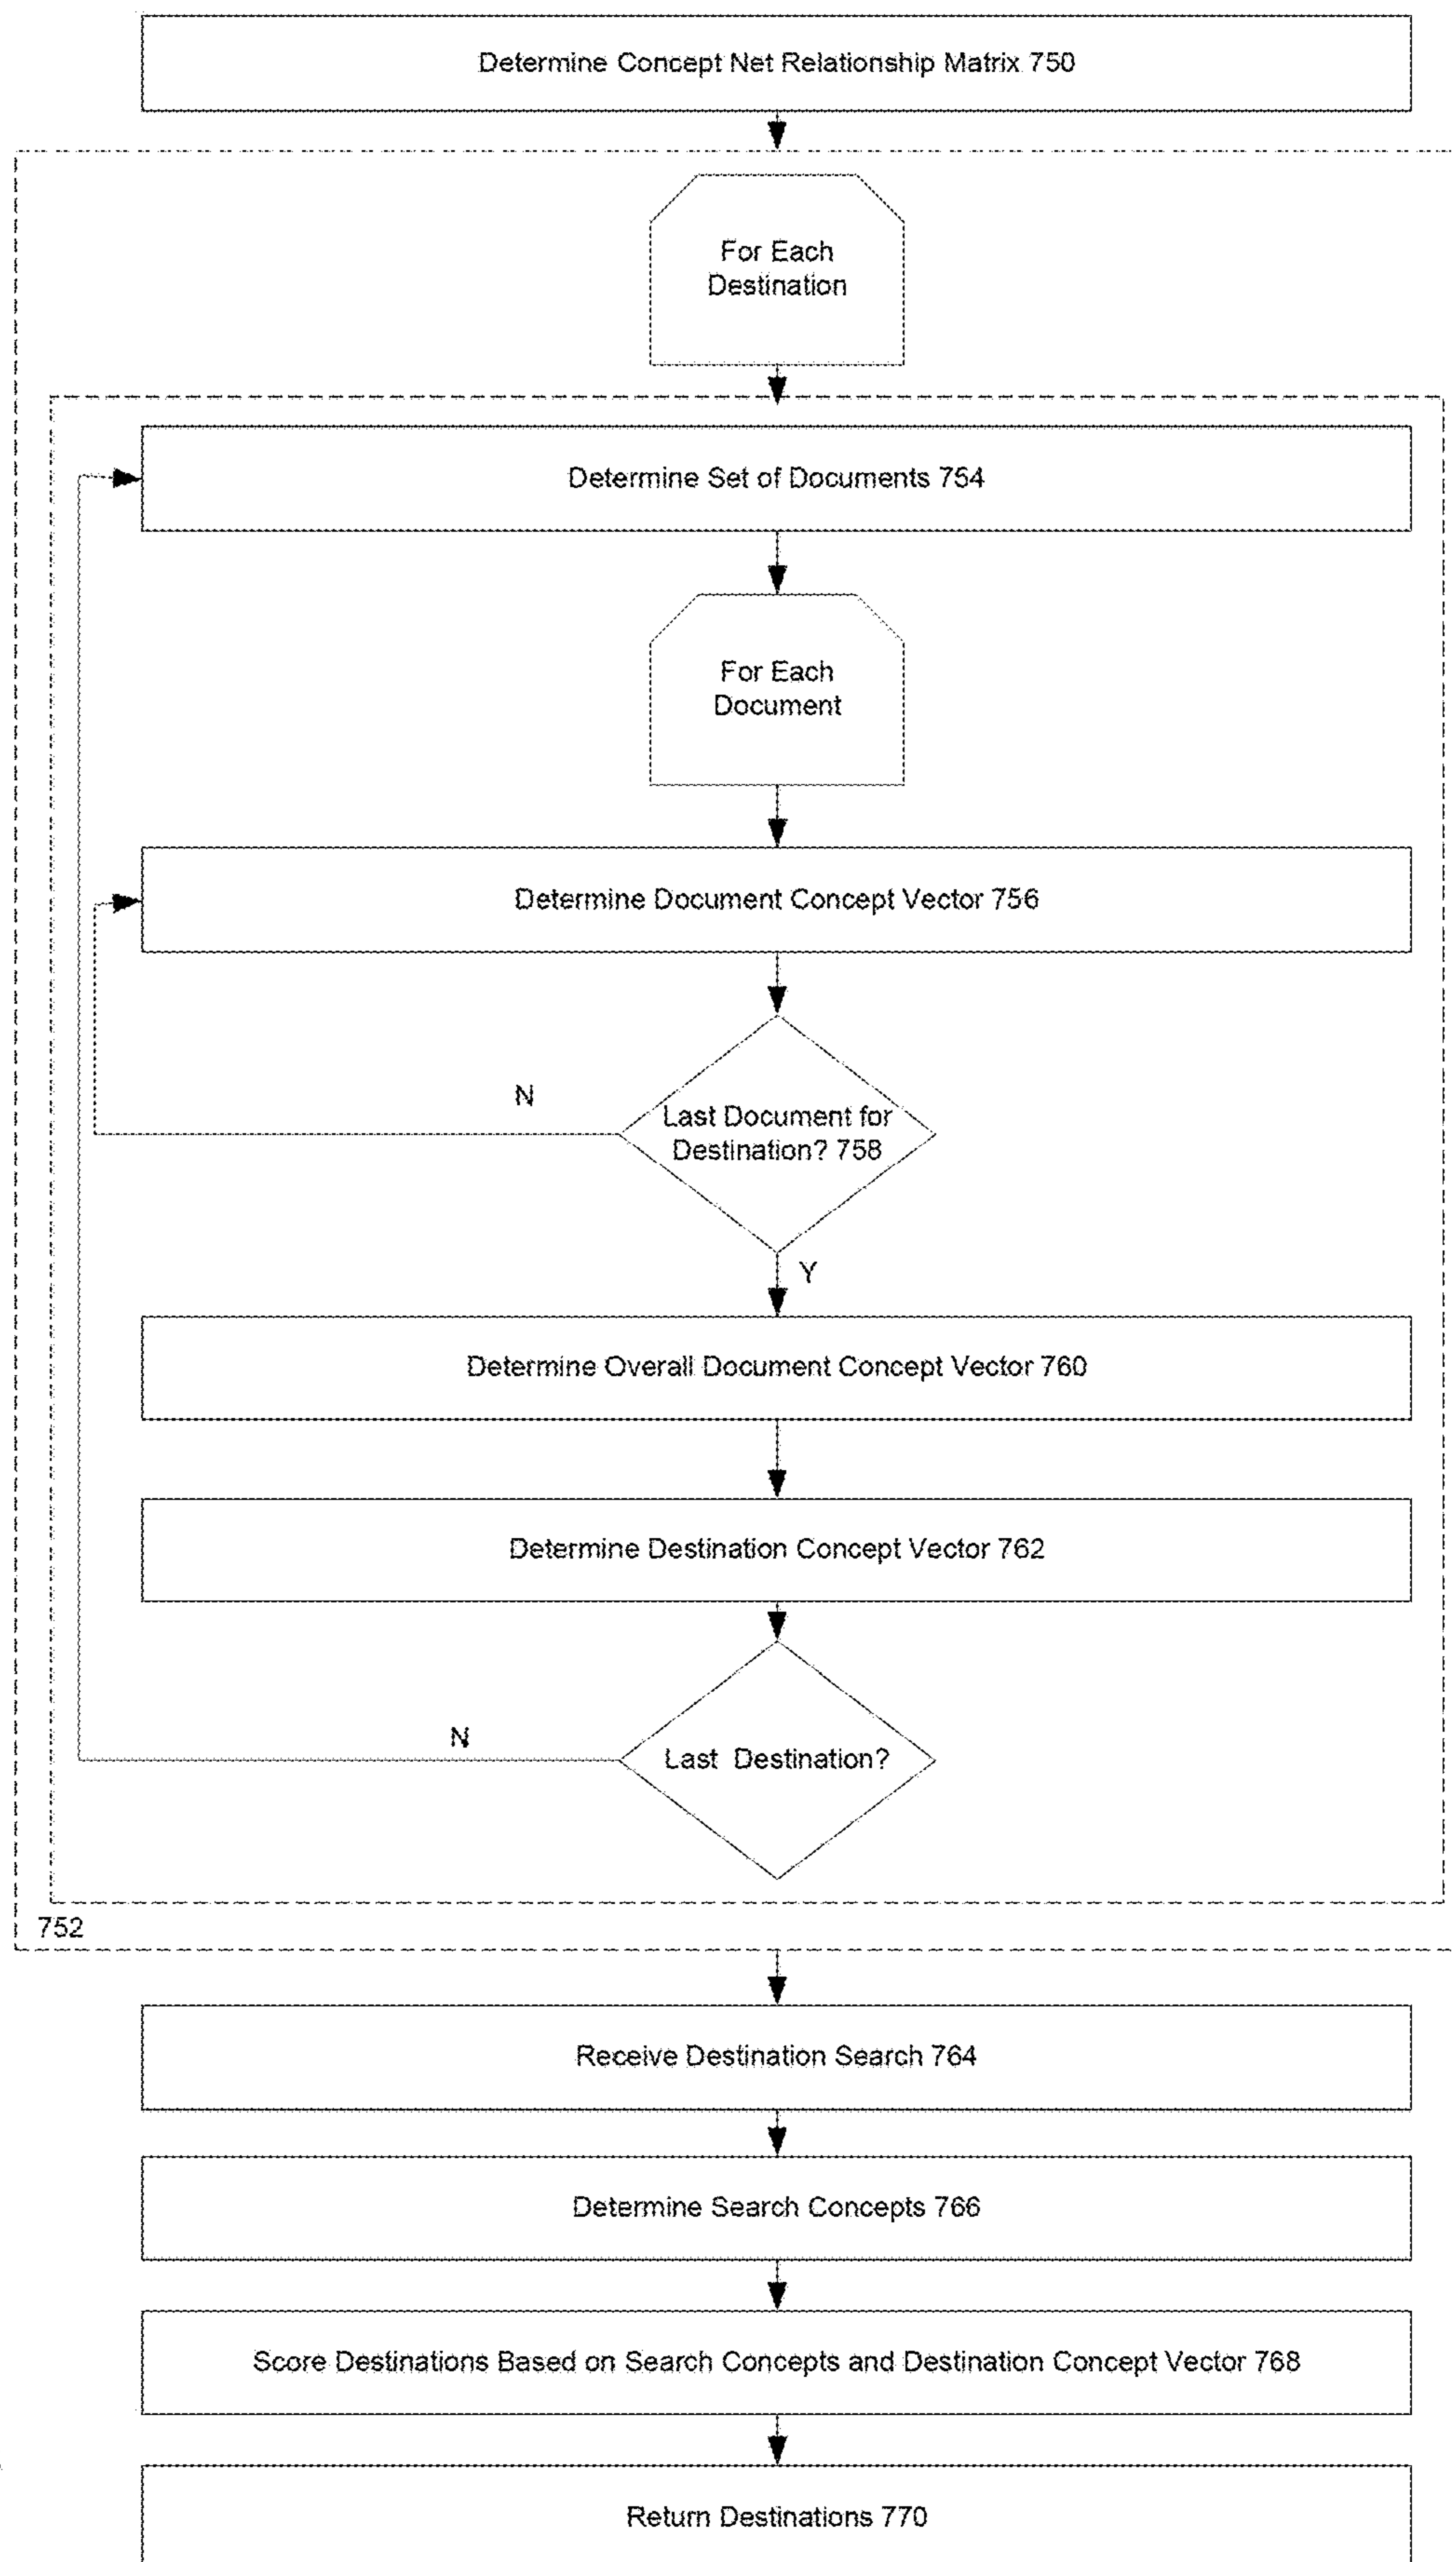 Determine Concept Net Relationship Matrix 750
For Each
Destination
Determine Set of Documents 754
For Each
Document
Determine Document Concept Vector 756
N
Last Document for
Destination? 758
Y
Determine Overall Document Concept Vector 760
Determine Destination Concept Vector 762
N
Last Destination?
752
Receive Destination Search 764
Determine Search Concepts 766
Score Destinations Based on Search Concepts and Destination Concept Vector 768
Return Destinations 770